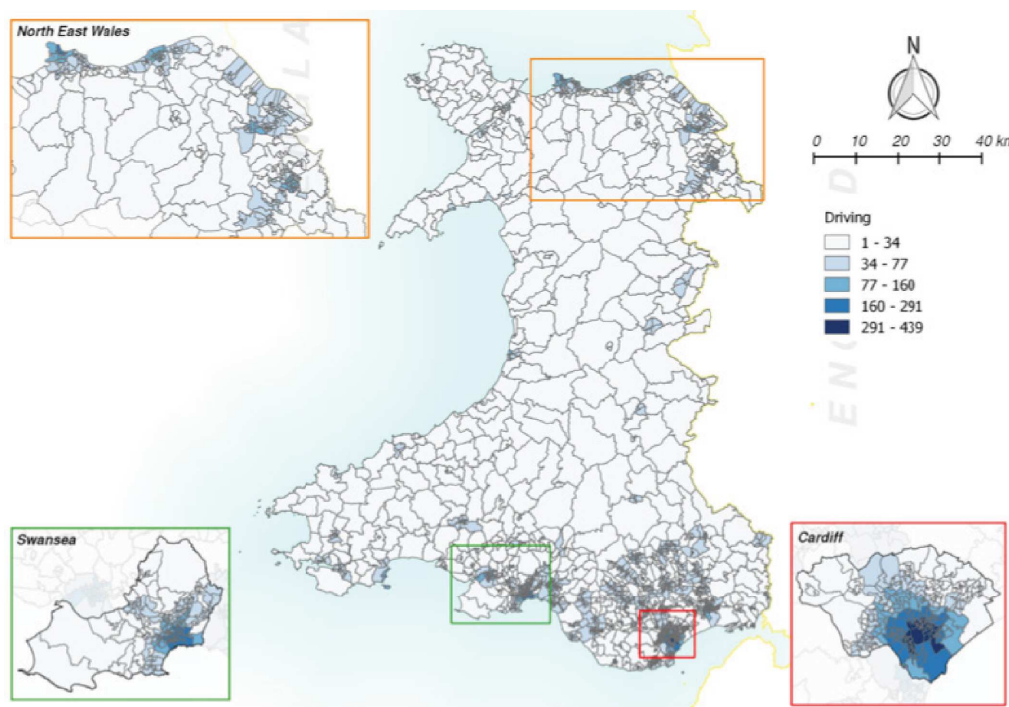 North East Wales
N
0 10 20 30 40 km
Driving
1 - 34
34 - 77
77 - 160
160 - 291
291 - 439
Swansea
Cardiff